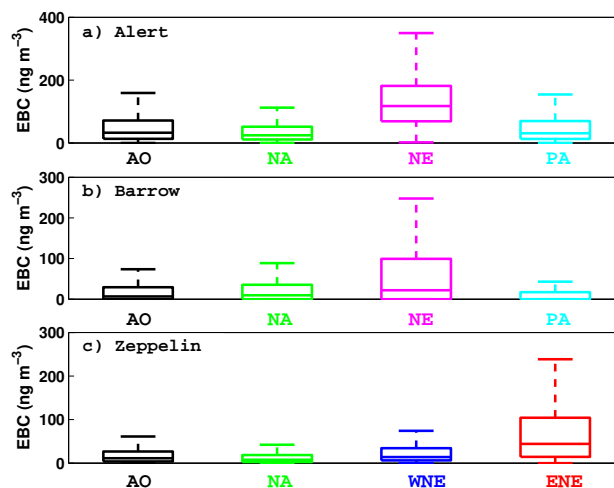 400
a) Alert
EBC (ng m⁻³)
200
0
AO NA NE PA
300
b) Barrow
EBC (ng m⁻³)
200
100
0
AO NA NE PA
300
c) Zeppelin
EBC (ng m⁻³)
200
100
0
AO NA WNE ENE